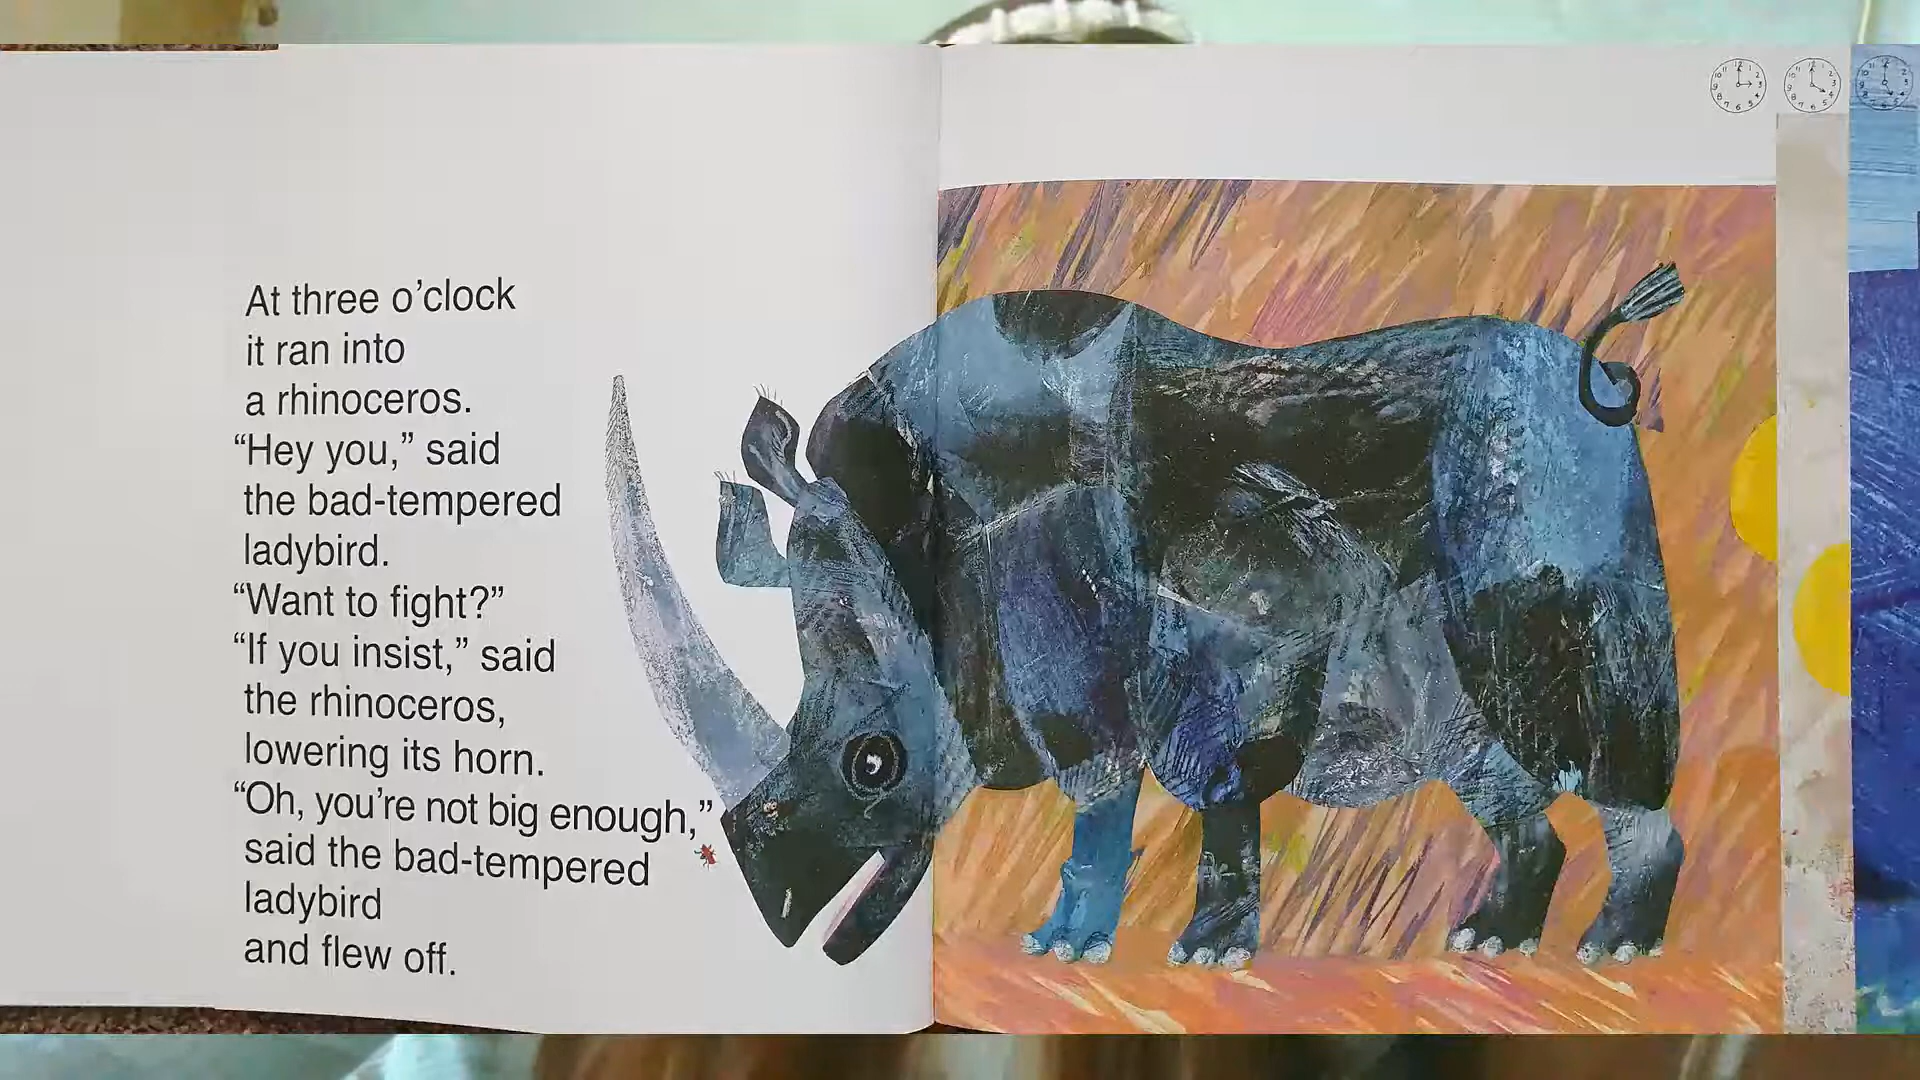 At three o’clock
it ran into
a rhinoceros.
“Hey you,” said
the bad-tempered
ladybird.
“Want to fight?”
“If you insist,” said
the rhinoceros,
lowering its horn.
“Oh, you’re not big enough,”
said the bad-tempered
ladybird
and flew off.